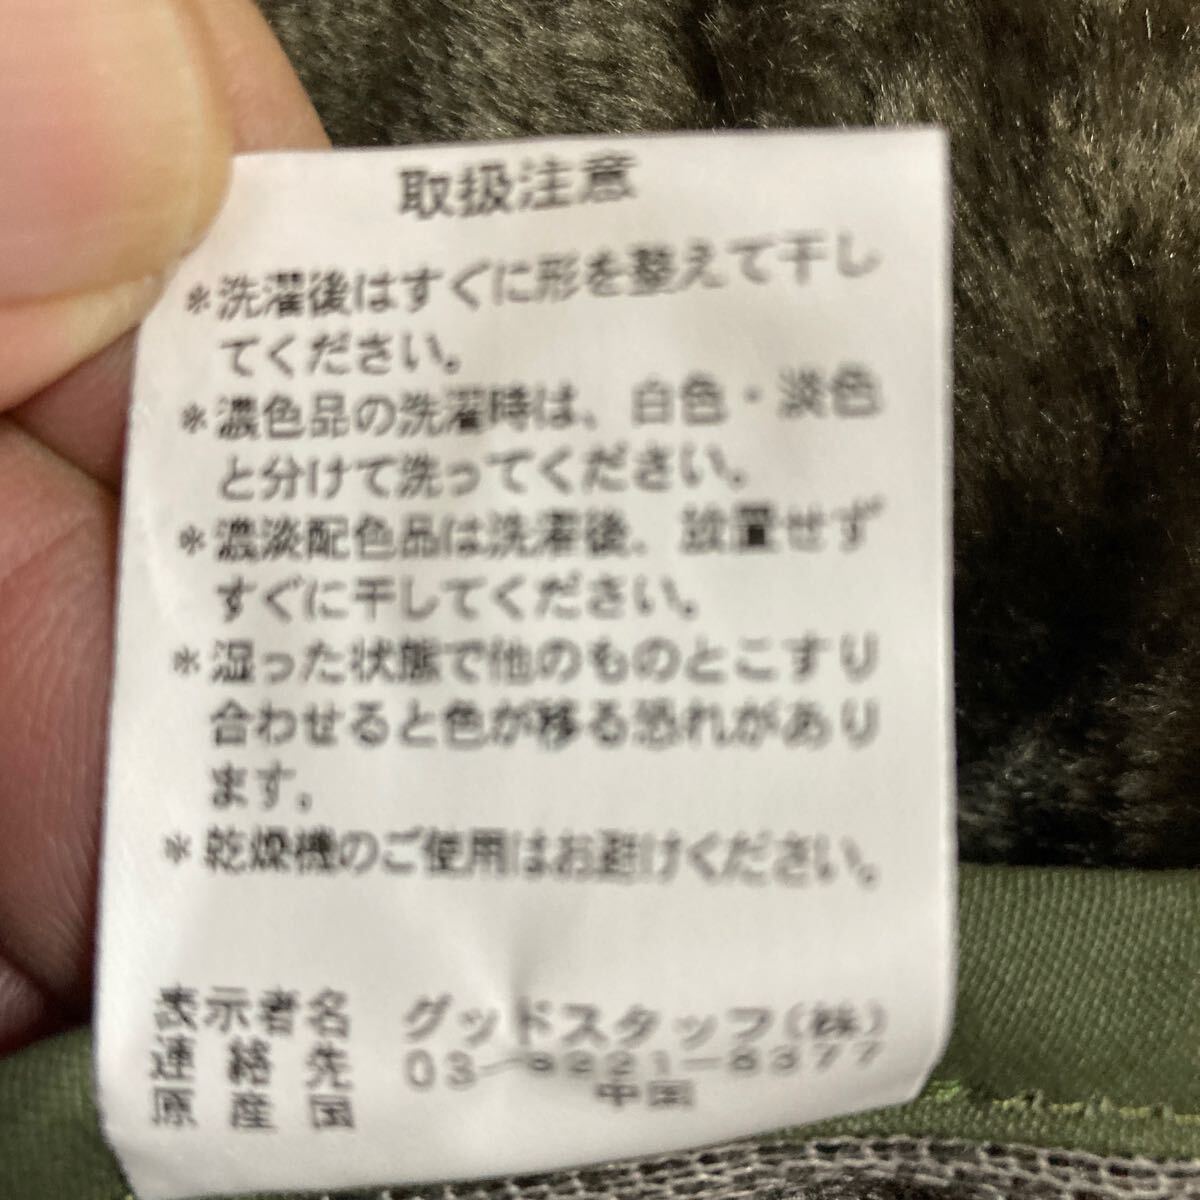 取扱注意
＊洗濯後はすぐに形を整えて干し
てください。
＊濃色品の洗濯時は、白色・淡色
と分けて洗ってください。
＊濃淡配色品は洗濯後、放置せず
すぐに干してください。
＊湿った状態で他のものとこすり
合わせると色が移る恐れがあり
ます。
＊乾燥機のご使用はお避けください。
表示者名 グッドスタッフ(株)
連絡先
原産国 中国